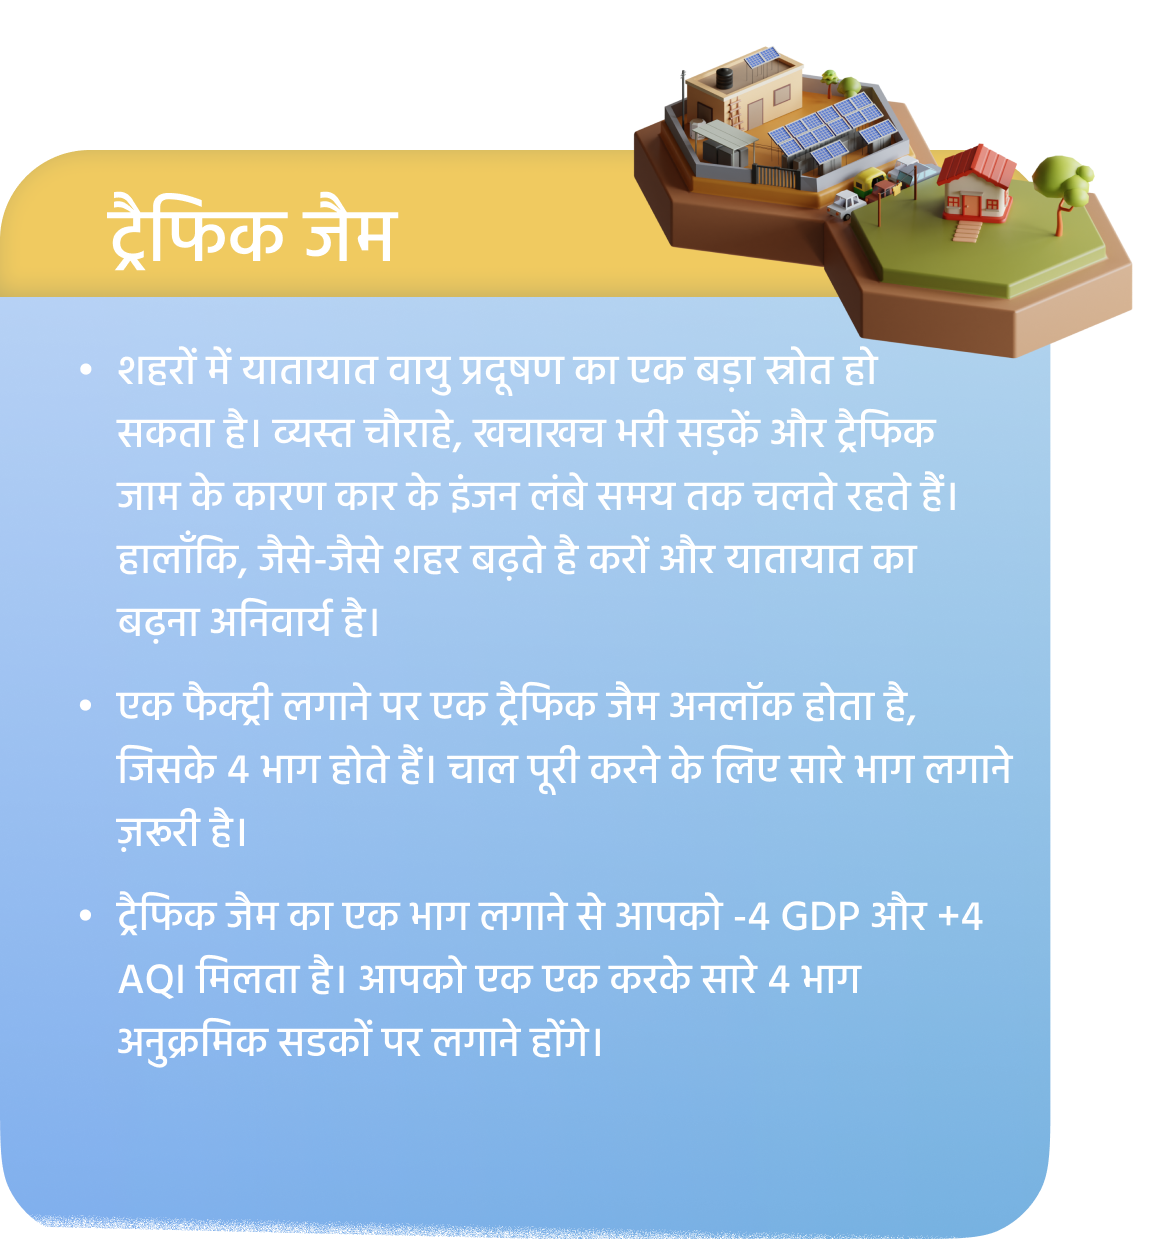 ट्रैफिक जैम
• शहरों में यातायात वायु प्रदूषण का एक बड़ा स्रोत हो
सकता है। व्यस्त चौराहे, खचाखच भरी सड़कें और ट्रैफिक
जाम के कारण कार के इंजन लंबे समय तक चलते रहते हैं।
हालाँकि, जैसे-जैसे शहर बढ़ते है करों और यातायात का
बढ़ना अनिवार्य है।
• एक फैक्ट्री लगाने पर एक ट्रैफिक जैम अनलॉक होता है,
जिसके 4 भाग होते हैं। चाल पूरी करने के लिए सारे भाग लगाने
ज़रूरी है।
• ट्रैफिक जैम का एक भाग लगाने से आपको -4 GDP और +4
AQI मिलता है। आपको एक एक करके सारे 4 भाग
अनुक्रमिक सडकों पर लगाने होंगे।